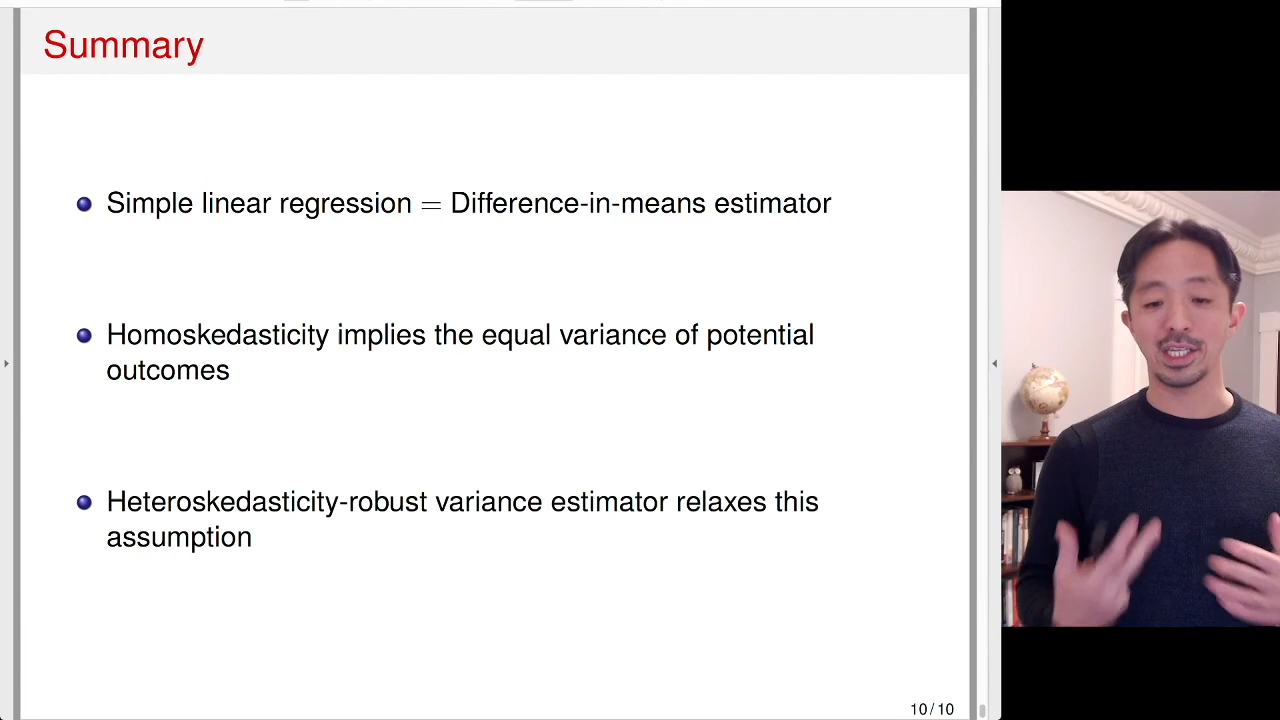 Summary
Simple linear regression = Difference-in-means estimator
Homoskedasticity implies the equal variance of potential
outcomes
Heteroskedasticity-robust variance estimator relaxes this
assumption
10 / 10